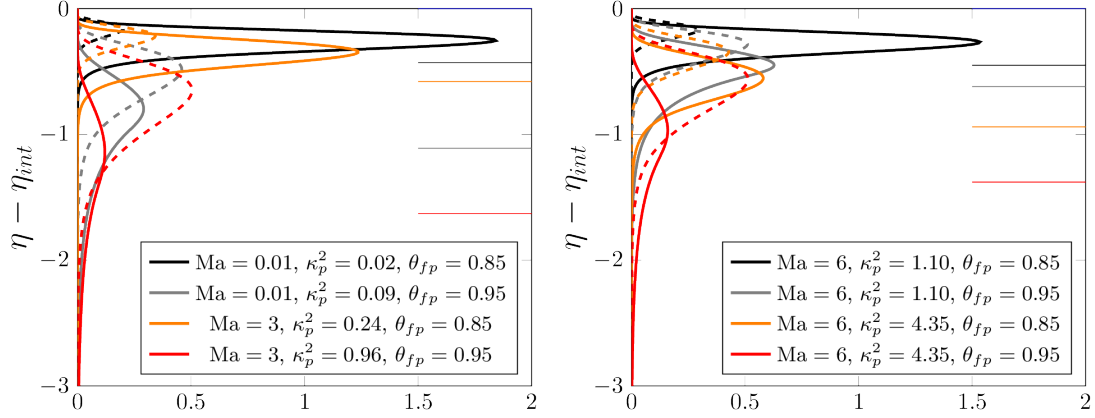 0
−1
−2
−3
η − η_int
0
0.5
1
1.5
2
Ma = 0.01, κ_p^2 = 0.02, θ_fp = 0.85
Ma = 0.01, κ_p^2 = 0.09, θ_fp = 0.95
Ma = 3, κ_p^2 = 0.24, θ_fp = 0.85
Ma = 3, κ_p^2 = 0.96, θ_fp = 0.95
0
−1
−2
−3
η − η_int
0
0.5
1
1.5
2
Ma = 6, κ_p^2 = 1.10, θ_fp = 0.85
Ma = 6, κ_p^2 = 1.10, θ_fp = 0.95
Ma = 6, κ_p^2 = 4.35, θ_fp = 0.85
Ma = 6, κ_p^2 = 4.35, θ_fp = 0.95